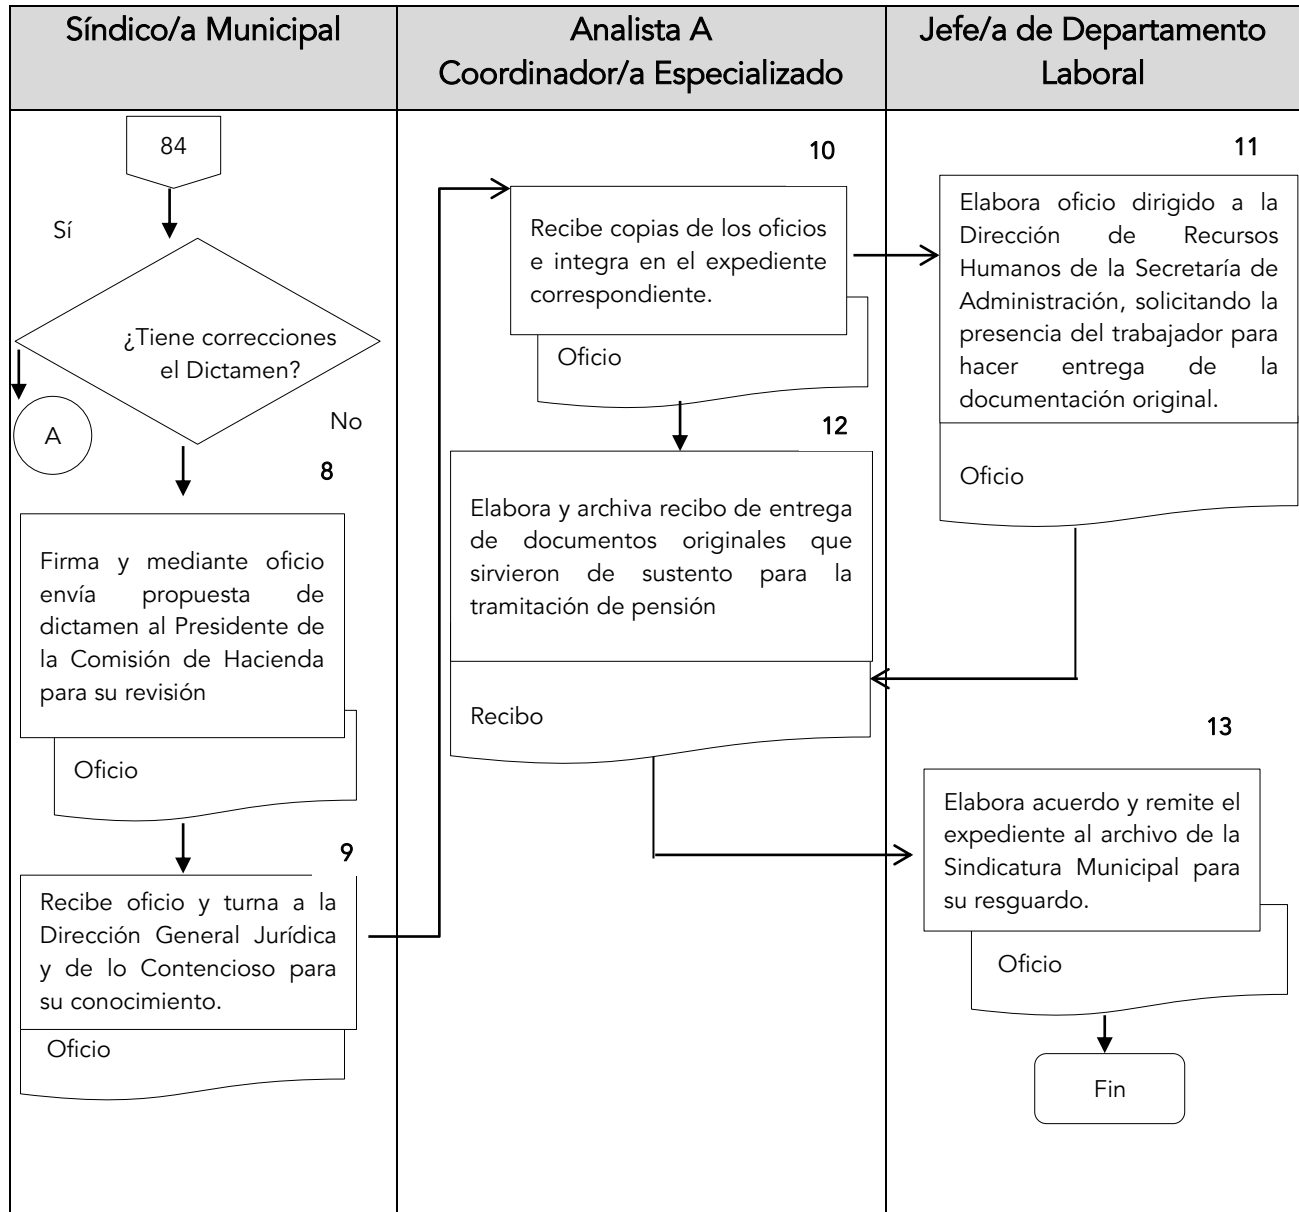 Síndico/a Municipal
Analista A
Coordinador/a Especializado
Jefe/a de Departamento
Laboral
84
Sí
¿Tiene correcciones
el Dictamen?
A
No
8
Firma y mediante oficio
envía propuesta de
dictamen al Presidente de
la Comisión de Hacienda
para su revisión
Oficio
9
Recibe oficio y turna a la
Dirección General Jurídica
y de lo Contencioso para
su conocimiento.
Oficio
10
Recibe copias de los oficios
e integra en el expediente
correspondiente.
Oficio
12
Elabora y archiva recibo de entrega
de documentos originales que
sirvieron de sustento para la
tramitación de pensión
Recibo
11
Elabora oficio dirigido a la
Dirección de Recursos
Humanos de la Secretaría de
Administración, solicitando la
presencia del trabajador para
hacer entrega de la
documentación original.
Oficio
13
Elabora acuerdo y remite el
expediente al archivo de la
Sindicatura Municipal para
su resguardo.
Oficio
Fin